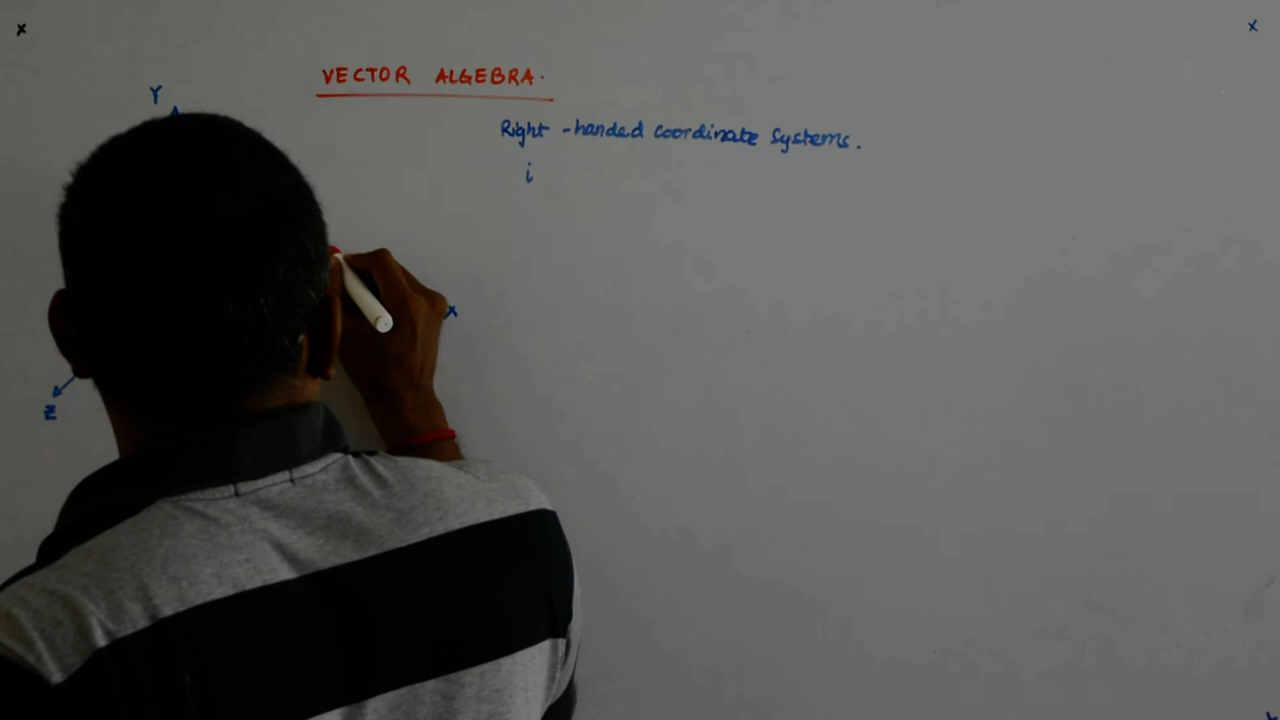 x
x
VECTOR ALGEBRA.
Y
Right-handed coordinate systems.
i
x
Z